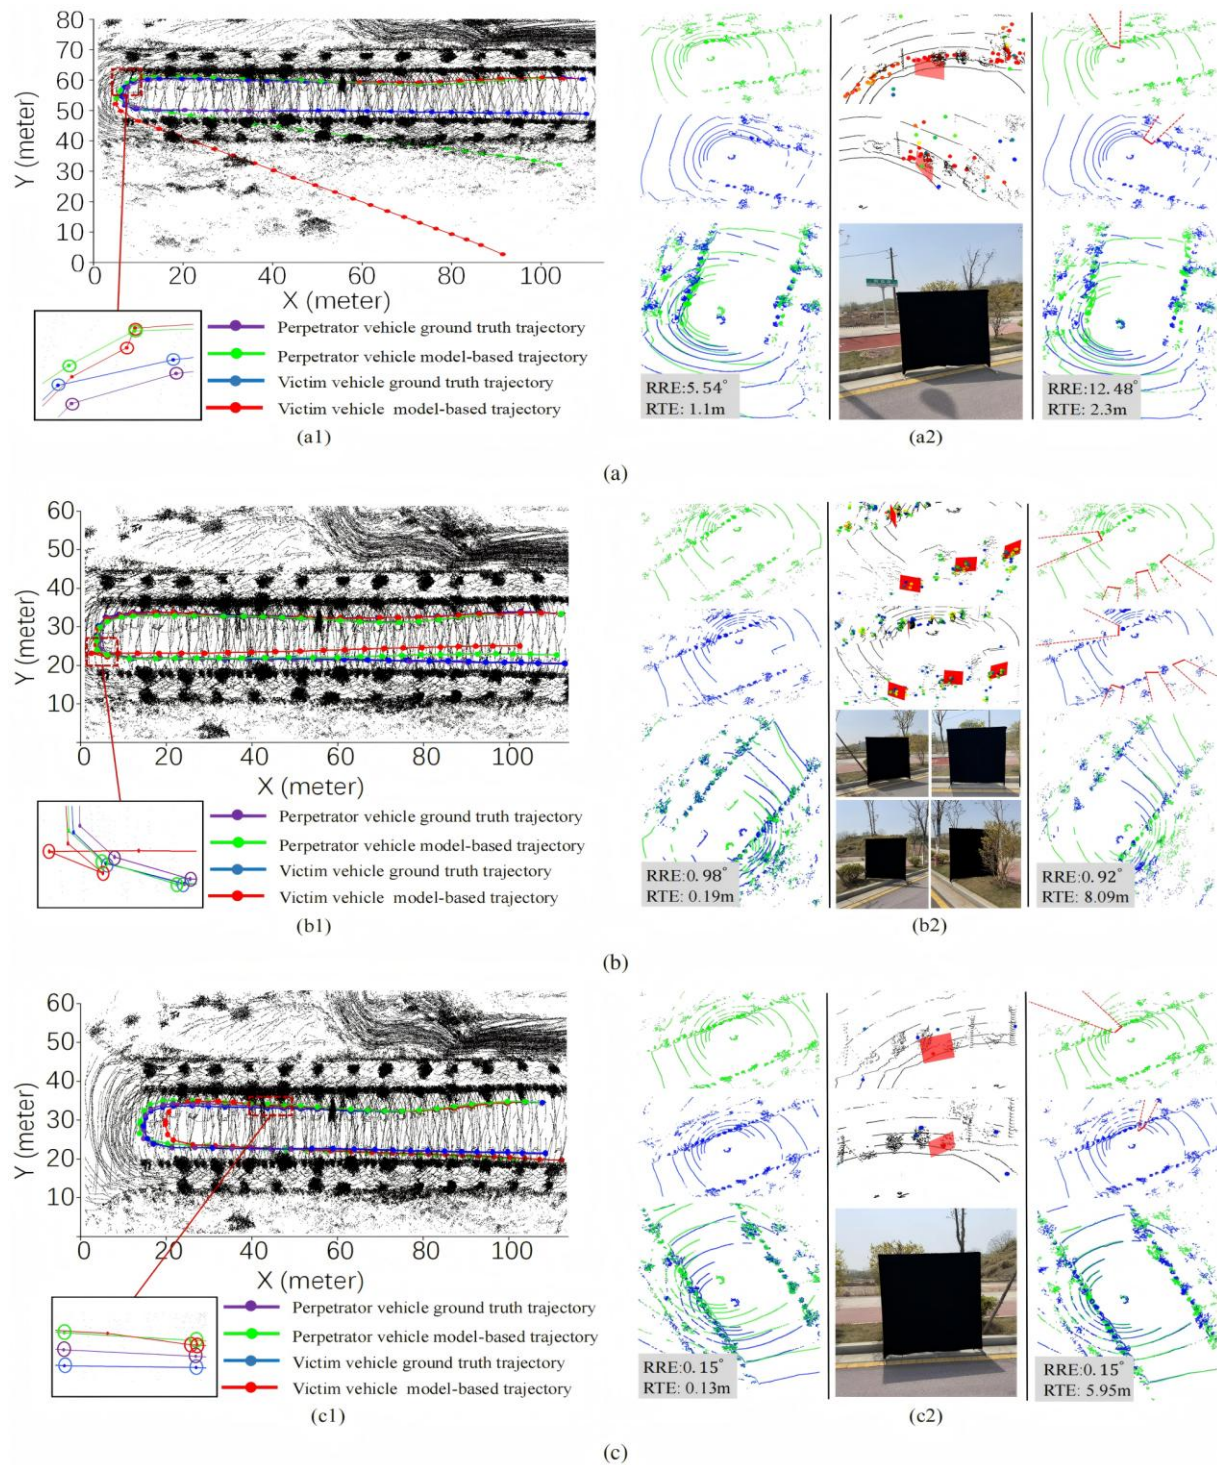 80
70
60
50
40
30
20
10
0
Y (meter)
0 20 40 60 80 100
X (meter)
Perpetrator vehicle ground truth trajectory
Perpetrator vehicle model-based trajectory
Victim vehicle ground truth trajectory
Victim vehicle model-based trajectory
(a1)
RRE:5.54°
RTE: 1.1m
RRE:12.48°
RTE: 2.3m
(a2)
(a)
60
50
40
30
20
10
Y (meter)
0 20 40 60 80 100
X (meter)
Perpetrator vehicle ground truth trajectory
Perpetrator vehicle model-based trajectory
Victim vehicle ground truth trajectory
Victim vehicle model-based trajectory
(b1)
RRE:0.98°
RTE: 0.19m
RRE:0.92°
RTE: 8.09m
(b2)
(b)
60
50
40
30
20
10
Y (meter)
0 20 40 60 80 100
X (meter)
Perpetrator vehicle ground truth trajectory
Perpetrator vehicle model-based trajectory
Victim vehicle ground truth trajectory
Victim vehicle model-based trajectory
(c1)
RRE:0.15°
RTE: 0.13m
RRE:0.15°
RTE: 5.95m
(c2)
(c)